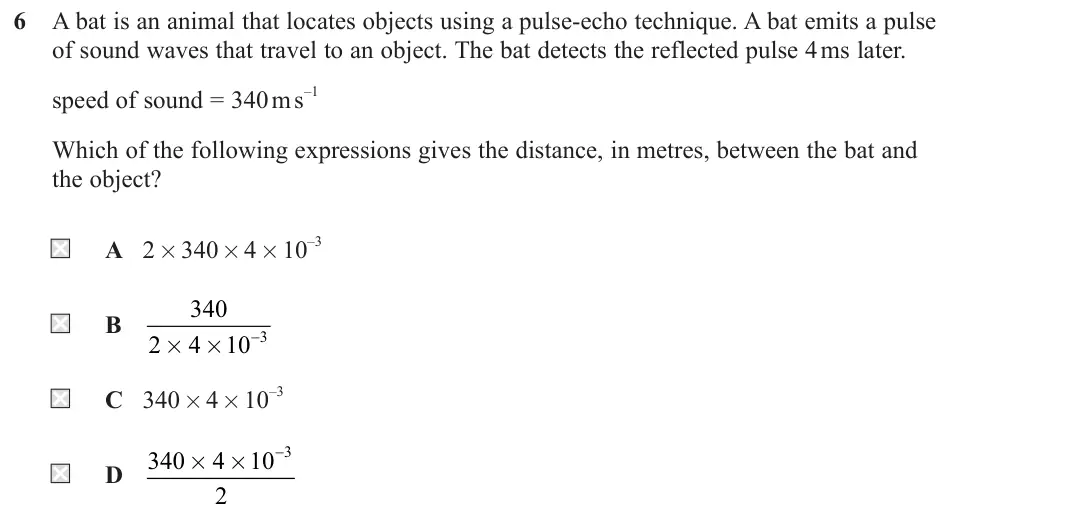 6 A bat is an animal that locates objects using a pulse-echo technique. A bat emits a pulse
of sound waves that travel to an object. The bat detects the reflected pulse 4 ms later.
speed of sound = 340 m s⁻¹
Which of the following expressions gives the distance, in metres, between the bat and
the object?
A 2 × 340 × 4 × 10⁻³
B 340
2 × 4 × 10⁻³
C 340 × 4 × 10⁻³
D 340 × 4 × 10⁻³
2